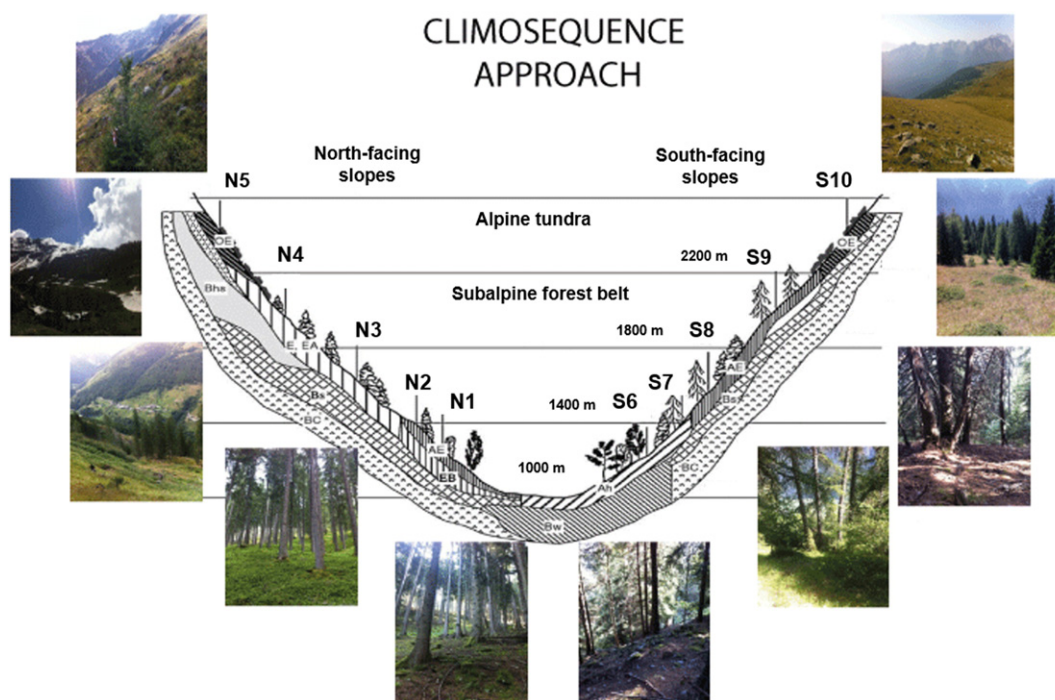 CLIMOSEQUENCE
APPROACH
North-facing
slopes
South-facing
slopes
N5
S10
Alpine tundra
OE
OE
N4
2200 m
S9
Bhs
Subalpine forest belt
N3
1800 m
S8
E, EA
AE
Bs
Bs
N2
N1
1400 m
S6
S7
BC
BC
AE
EB
1000 m
Ah
Bw